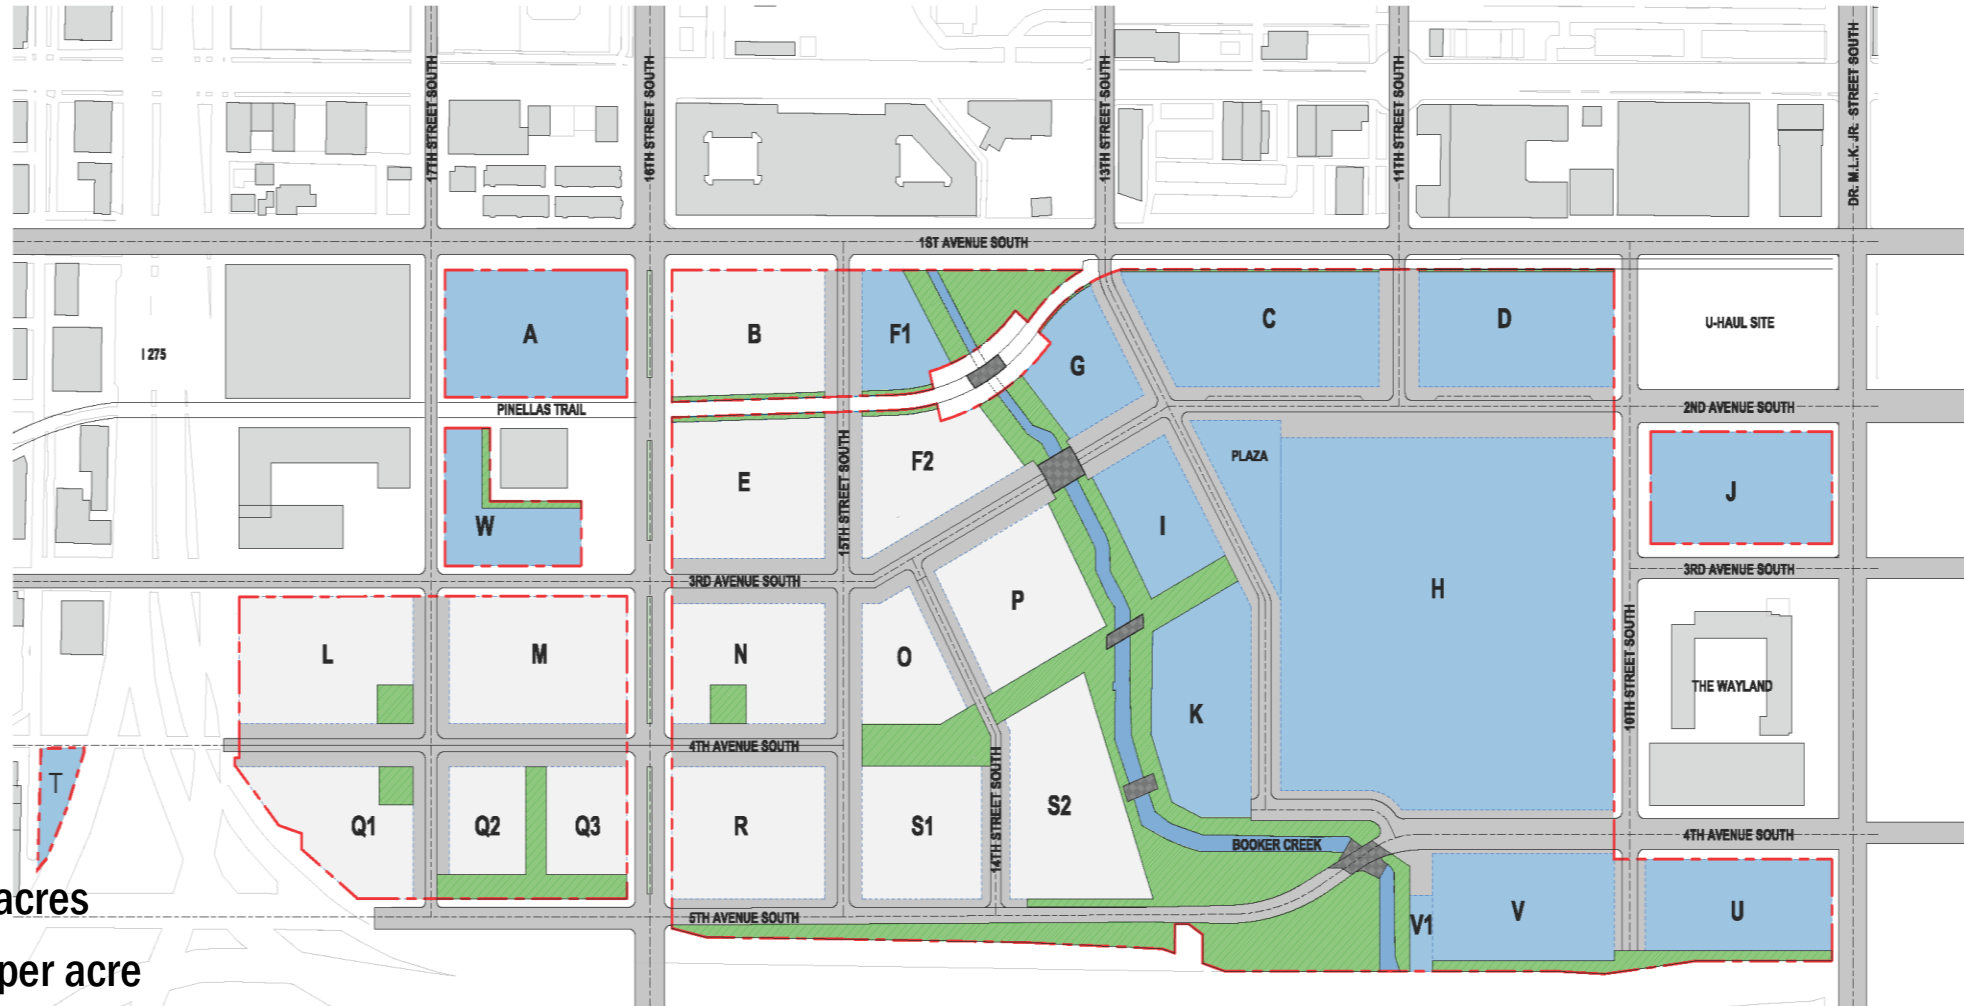 17TH STREET SOUTH
16TH STREET SOUTH
13TH STREET SOUTH
11TH STREET SOUTH
DR. M.L.K. JR. STREET SOUTH
1ST AVENUE SOUTH
I 275
A
B
F1
G
C
D
U-HAUL SITE
PINELLAS TRAIL
2ND AVENUE SOUTH
W
E
15TH STREET SOUTH
F2
I
PLAZA
H
J
3RD AVENUE SOUTH
3RD AVENUE SOUTH
L
M
N
O
P
K
10TH STREET SOUTH
THE WAYLAND
4TH AVENUE SOUTH
14TH STREET SOUTH
T
Q1
Q2
Q3
R
S1
S2
BOOKER CREEK
4TH AVENUE SOUTH
acres
5TH AVENUE SOUTH
V1
V
U
per acre